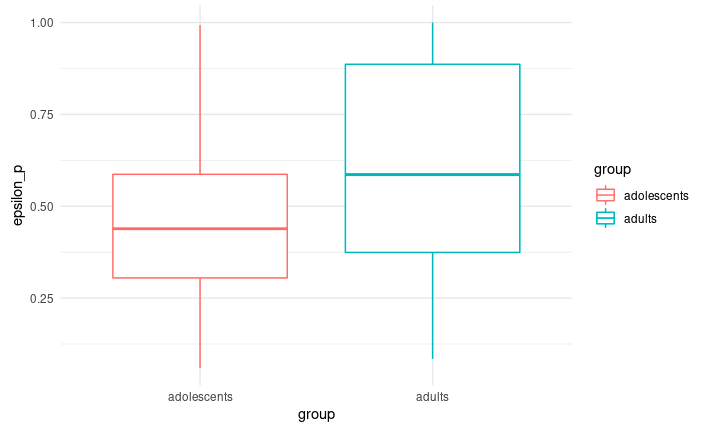 1.00
0.75
0.50
0.25
epsilon_p
adolescents
adults
group
group
adolescents
adults